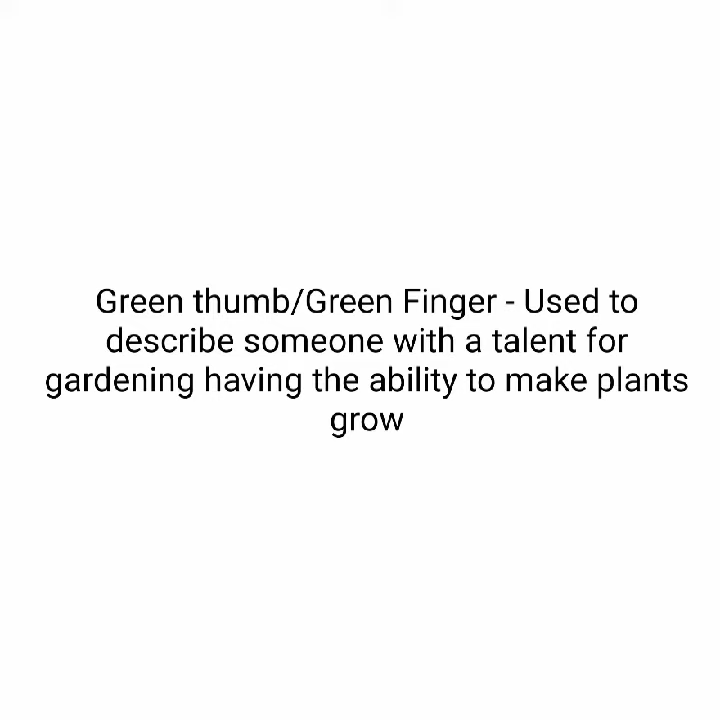 Green thumb/Green Finger - Used to
describe someone with a talent for
gardening having the ability to make plants
grow